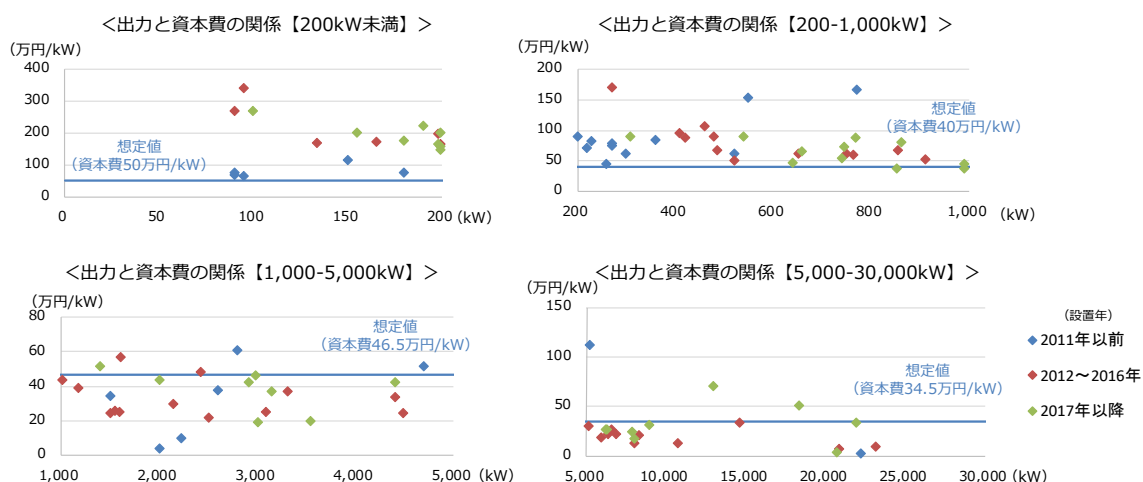 ＜出力と資本費の関係【200kW未満】＞
（万円/kW）
400
300
200
100
0
想定値
（資本費50万円/kW）
0 50 100 150 200 （kW）
＜出力と資本費の関係【200-1,000kW】＞
（万円/kW）
200
150
100
50
0
想定値
（資本費40万円/kW）
200 400 600 800 1,000 （kW）
＜出力と資本費の関係【1,000-5,000kW】＞
（万円/kW）
80
60
40
20
0
想定値
（資本費46.5万円/kW）
1,000 2,000 3,000 4,000 5,000 （kW）
＜出力と資本費の関係【5,000-30,000kW】＞
（万円/kW）
150
100
50
0
想定値
（資本費34.5万円/kW）
5,000 10,000 15,000 20,000 25,000 30,000 （kW）
（設置年）
2011年以前
2012～2016年
2017年以降